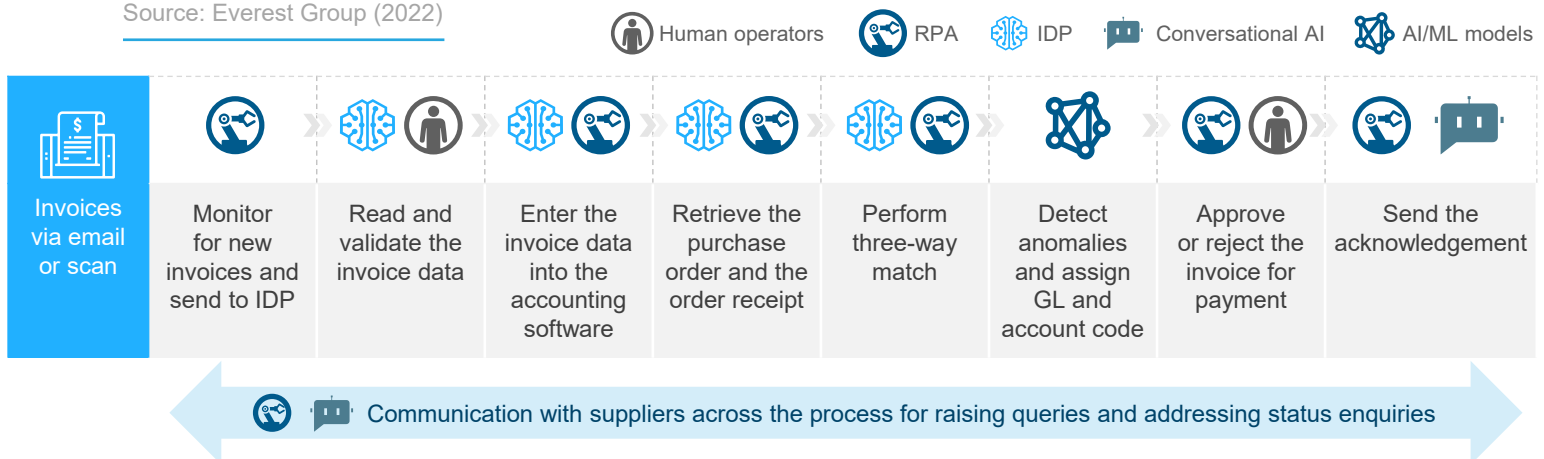 Source: Everest Group (2022)
Human operators
RPA
IDP
Conversational AI
AI/ML models
$
Invoices
via email
or scan
Monitor
for new
invoices and
send to IDP
Read and
validate the
invoice data
Enter the
invoice data
into the
accounting
software
Retrieve the
purchase
order and the
order receipt
Perform
three-way
match
Detect
anomalies
and assign
GL and
account code
Approve
or reject the
invoice for
payment
Send the
acknowledgement
Communication with suppliers across the process for raising queries and addressing status enquiries